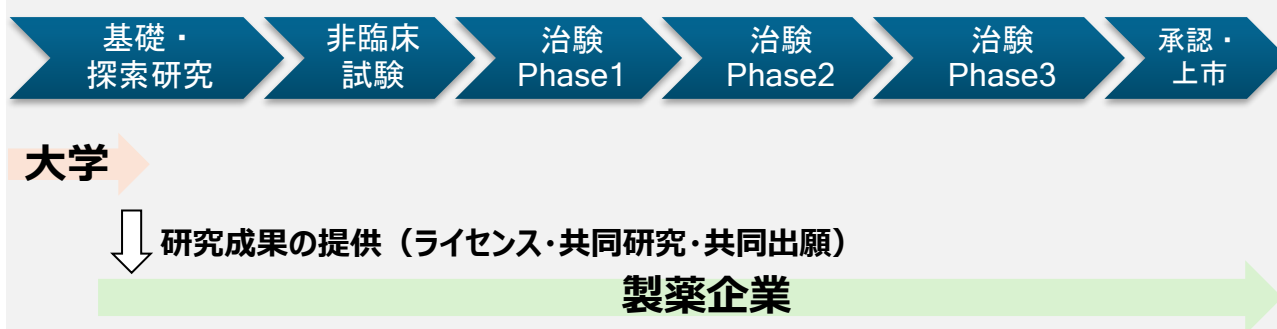 基礎・
探索研究
非臨床
試験
治験
Phase1
治験
Phase2
治験
Phase3
承認・
上市
大学
研究成果の提供（ライセンス・共同研究・共同出願）
製薬企業